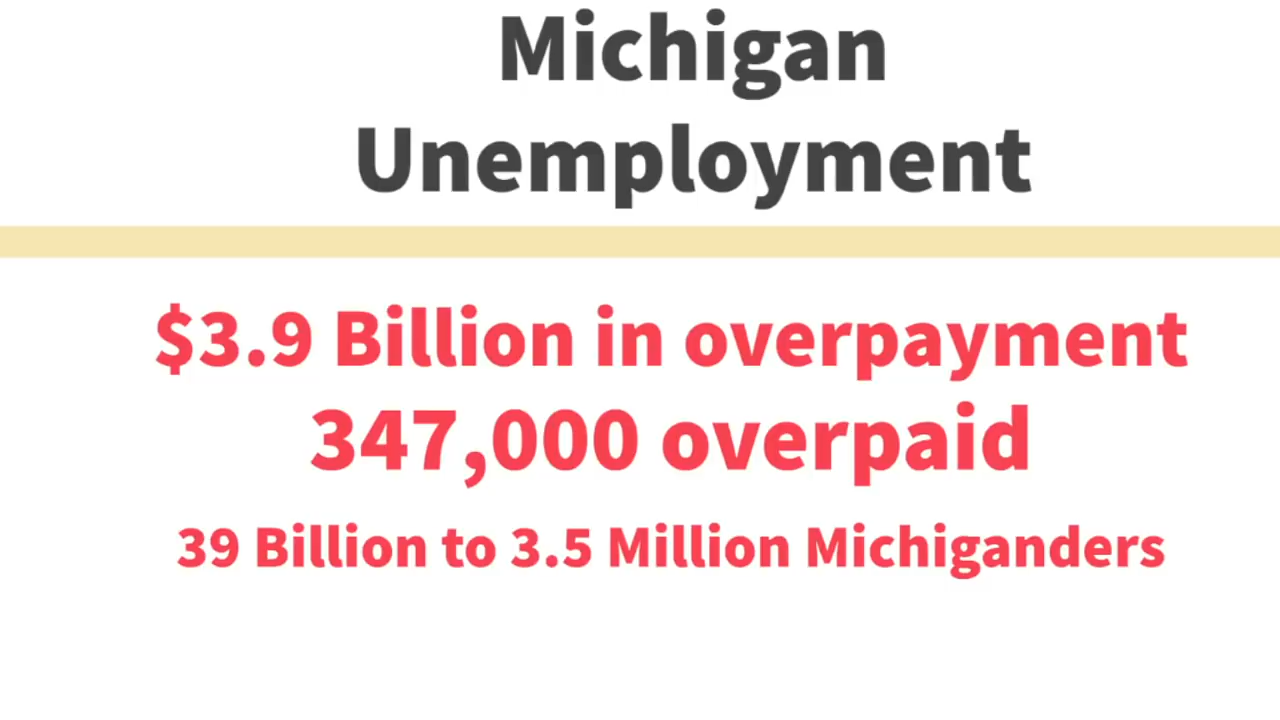 Michigan
Unemployment
$3.9 Billion in overpayment
347,000 overpaid
39 Billion to 3.5 Million Michiganders